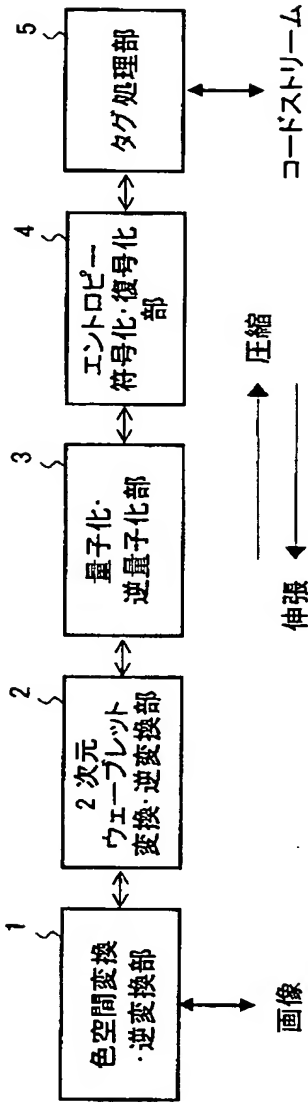 1
色空間変換
・逆変換部
画像
2
2次元
ウェーブレット
変換・逆変換部
3
量子化・
逆量子化部
4
エントロピー
符号化・復号化
部
5
タグ処理部
コードストリーム
圧縮
伸張